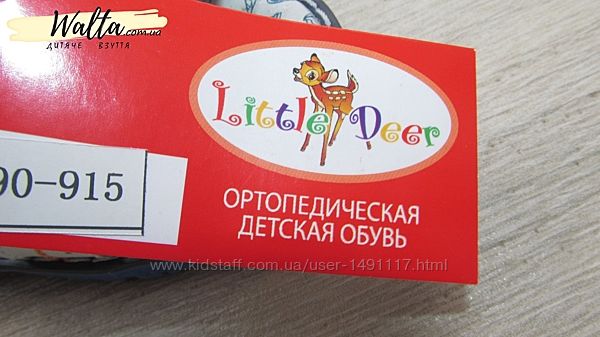 Walta.com.ua
ДИТЯЧЕ ВЗУТТЯ
Little Deer
90-915
ОРТОПЕДИЧЕСКАЯ
ДЕТСКАЯ ОБУВЬ
www.kidstaff.com.ua/user-1491117.html